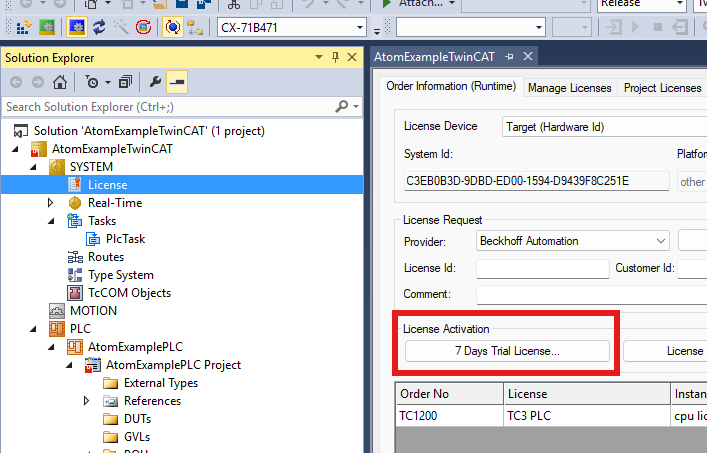 Attach...
Release
CX-71B471
Solution Explorer
AtomExampleTwinCAT
Search Solution Explorer (Ctrl+;)
Solution 'AtomExampleTwinCAT' (1 project)
AtomExampleTwinCAT
SYSTEM
License
Real-Time
Tasks
PlcTask
Routes
Type System
TcCOM Objects
MOTION
PLC
AtomExamplePLC
AtomExamplePLC Project
External Types
References
DUTs
GVLs
Order Information (Runtime)
Manage Licenses
Project Licenses
License Device
Target (Hardware Id)
System Id:
Platfo
C3EB0B3D-9DBD-ED00-1594-D9439F8C251E
other
License Request
Provider:
Beckhoff Automation
License Id:
Customer Id:
Comment:
License Activation
7 Days Trial License...
License
Order No
License
Instan
TC1200
TC3 PLC
cpu lic